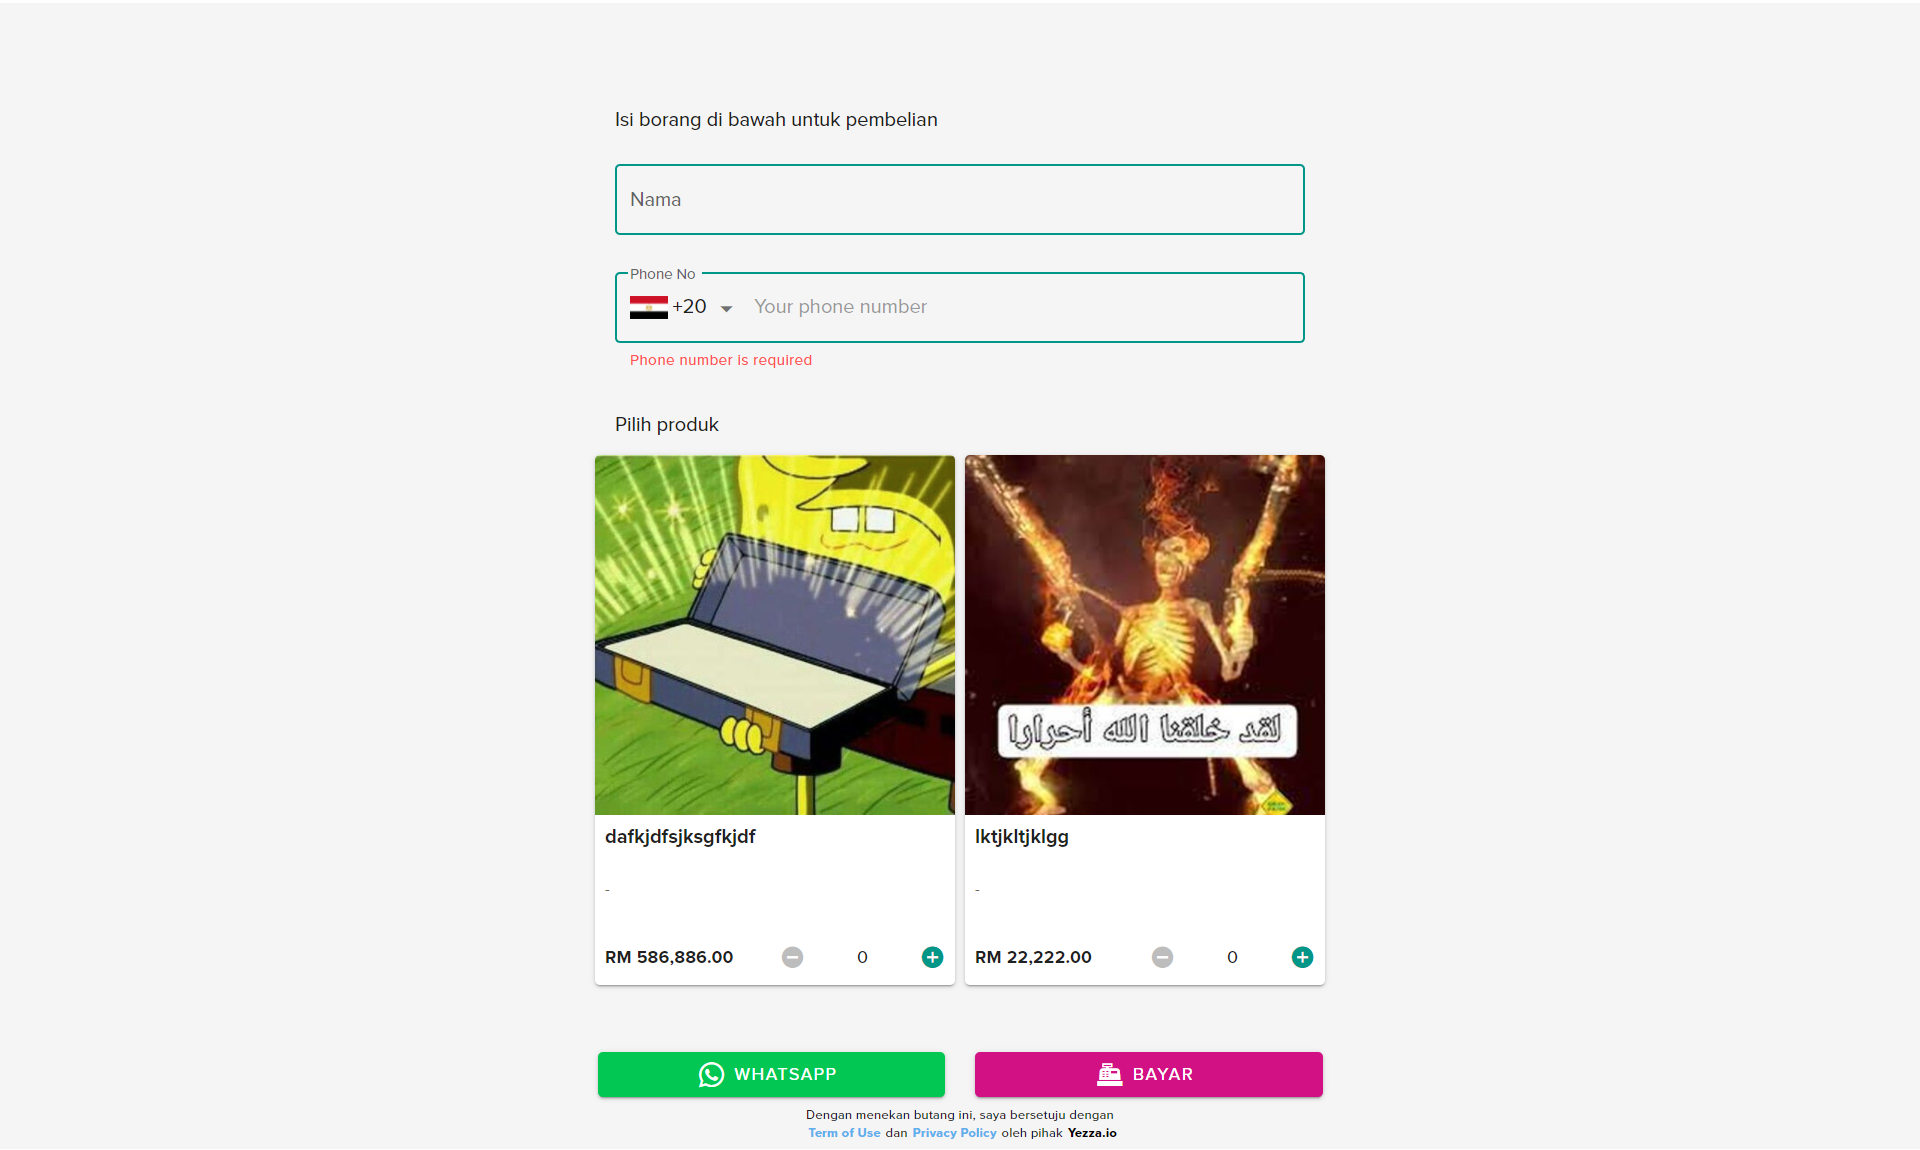 Isi borang di bawah untuk pembelian
Nama
Phone No
+20
Your phone number
Phone number is required
Pilih produk
لقد خلقنا الله أحرارا
dafkjdfsjksgfkjdf
-
RM 586,886.00
0
lktjkltjklgg
-
RM 22,222.00
0
WHATSAPP
BAYAR
Dengan menekan butang ini, saya bersetuju dengan
Term of Use dan Privacy Policy oleh pihak Yezza.io